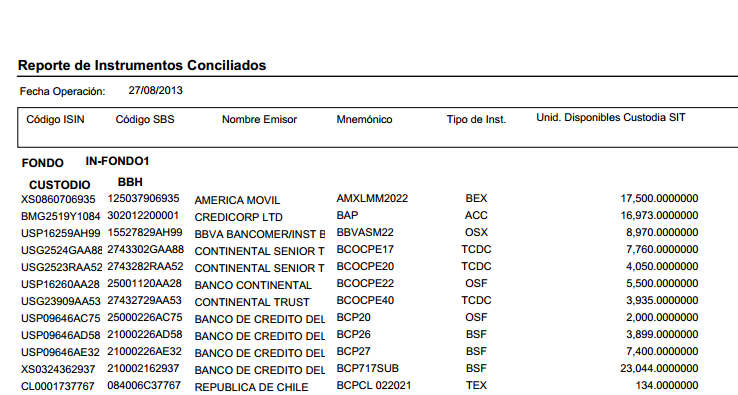 Reporte de Instrumentos Conciliados
Fecha Operación: 27/08/2013
Código ISIN Código SBS Nombre Emisor Mnemónico Tipo de Inst. Unid. Disponibles Custodia SIT
FONDO IN-FONDO1
CUSTODIO BBH
XS0860706935 125037906935 AMERICA MOVIL AMXLMM2022 BEX 17,500.0000000
BMG2519Y1084 302012200001 CREDICORP LTD BAP ACC 16,973.0000000
USP16259AH99 15527829AH99 BBVA BANCOMER/INST B BBVASM22 OSX 8,970.0000000
USG2524GAA88 2743302GAA88 CONTINENTAL SENIOR T BCOCPE17 TCDC 7,760.0000000
USG2523RAA52 2743282RAA52 CONTINENTAL SENIOR T BCOCPE20 TCDC 4,050.0000000
USP16260AA28 25001120AA28 BANCO CONTINENTAL BCOCPE22 OSF 5,500.0000000
USG23909AA53 27432729AA53 CONTINENTAL TRUST BCOCPE40 TCDC 3,935.0000000
USP09646AC75 25000226AC75 BANCO DE CREDITO DEL BCP20 OSF 2,000.0000000
USP09646AD58 21000226AD58 BANCO DE CREDITO DEL BCP26 BSF 3,899.0000000
USP09646AE32 21000226AE32 BANCO DE CREDITO DEL BCP27 BSF 7,400.0000000
XS0324362937 210002162937 BANCO DE CREDITO DEL BCP717SUB BSF 23,044.0000000
CL0001737767 084006C37767 REPUBLICA DE CHILE BCPCL 022021 TEX 134.0000000